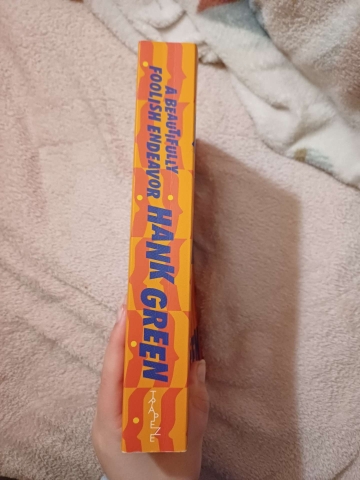 A BEAUTIFULLY
FOOLISH ENDEAVOR
HANK GREEN
TRAPEZE